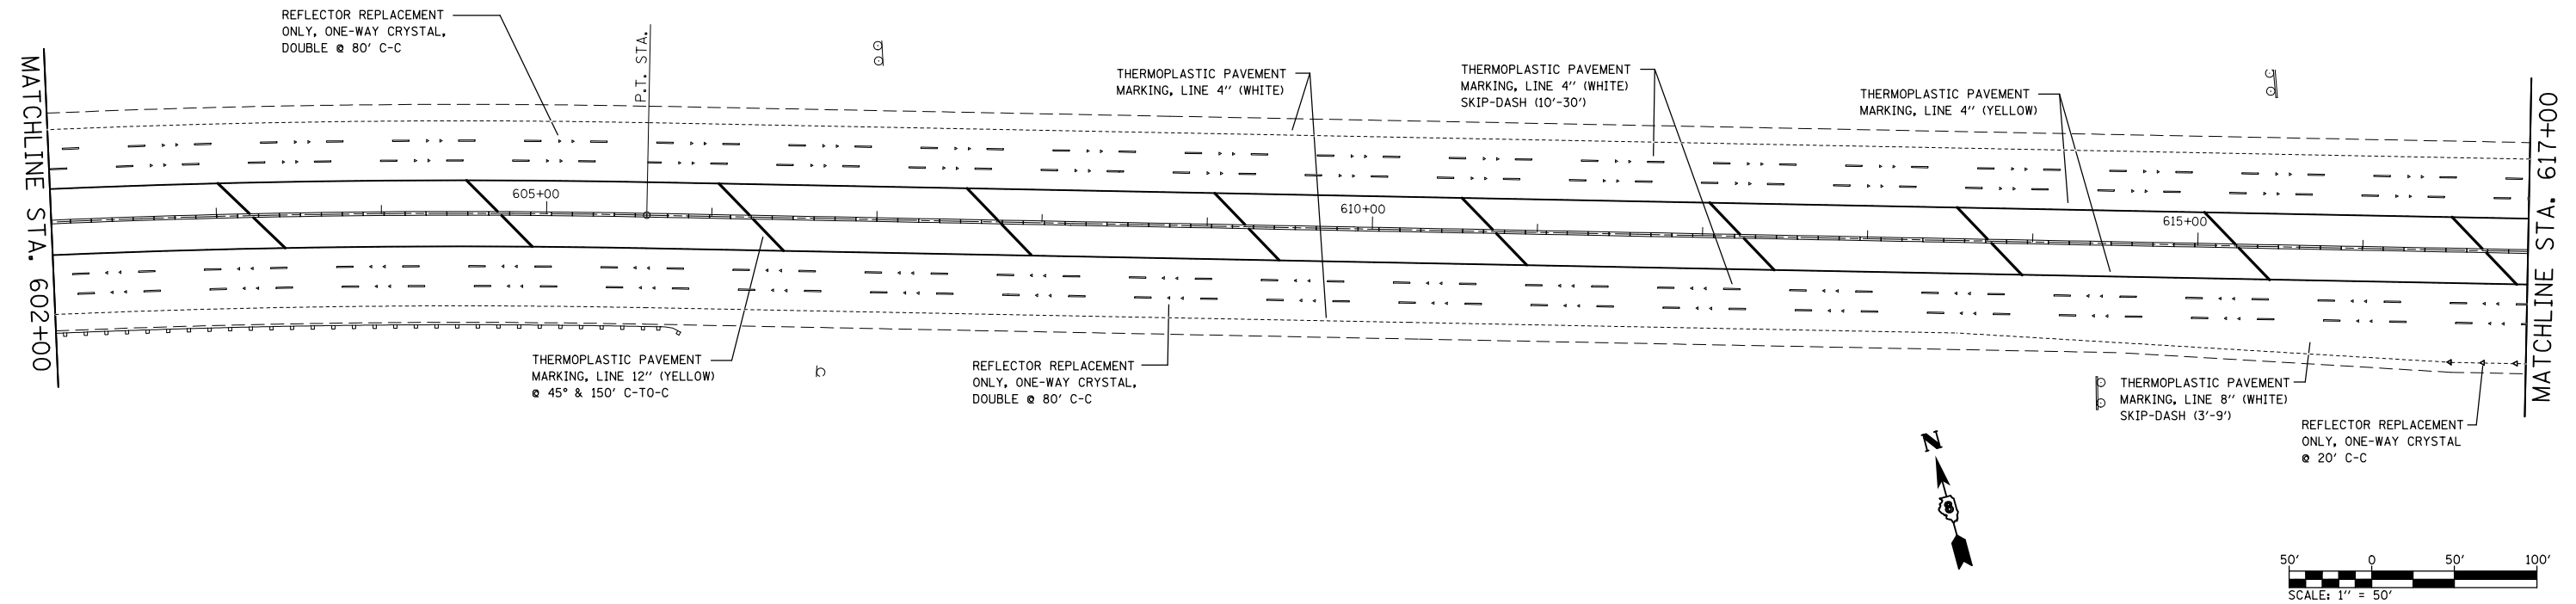 REFLECTOR REPLACEMENT
ONLY, ONE-WAY CRYSTAL,
DOUBLE @ 80' C-C
P.T. STA.
THERMOPLASTIC PAVEMENT
MARKING, LINE 4" (WHITE)
THERMOPLASTIC PAVEMENT
MARKING, LINE 4" (WHITE)
SKIP-DASH (10'-30')
THERMOPLASTIC PAVEMENT
MARKING, LINE 4" (YELLOW)
MATCHLINE STA. 602+00
MATCHLINE STA. 617+00
605+00
610+00
615+00
THERMOPLASTIC PAVEMENT
MARKING, LINE 12" (YELLOW)
@ 45° & 150' C-TO-C
REFLECTOR REPLACEMENT
ONLY, ONE-WAY CRYSTAL,
DOUBLE @ 80' C-C
THERMOPLASTIC PAVEMENT
MARKING, LINE 8" (WHITE)
SKIP-DASH (3'-9')
REFLECTOR REPLACEMENT
ONLY, ONE-WAY CRYSTAL
@ 20' C-C
N
50' 0 50' 100'
SCALE: 1" = 50'